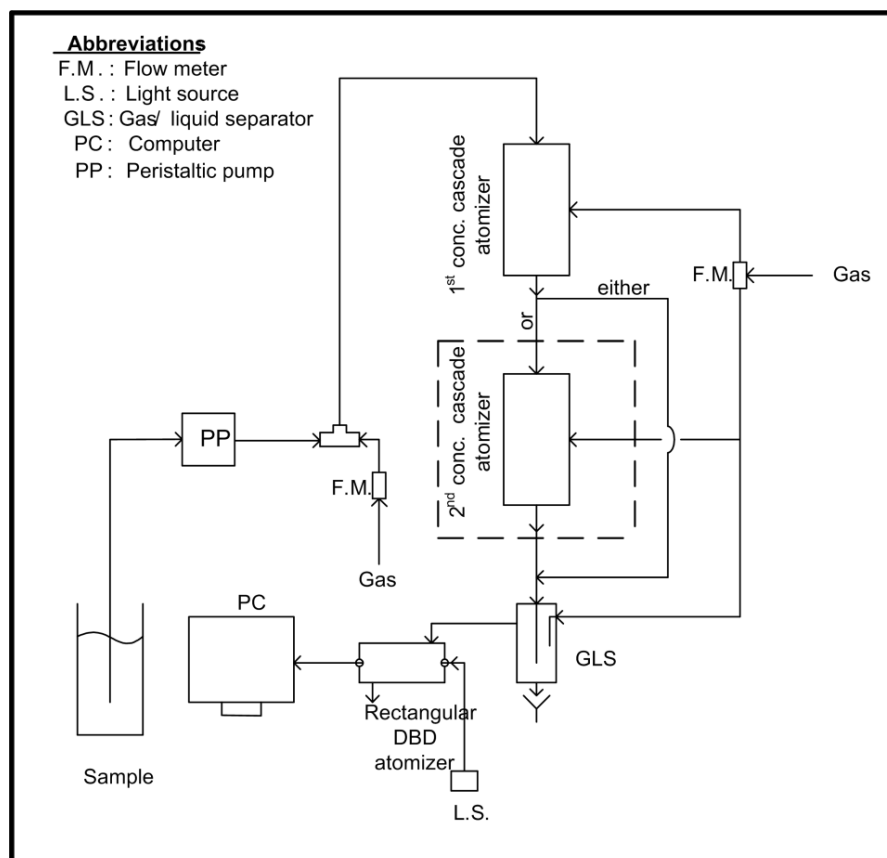 Abbreviations
F.M. : Flow meter
L.S. : Light source
GLS : Gas/ liquid separator
PC : Computer
PP : Peristaltic pump
1st conc. cascade
atomizer
F.M.
Gas
either
or
2nd conc. cascade
atomizer
PP
F.M.
Gas
PC
GLS
Rectangular
DBD
atomizer
Sample
L.S.